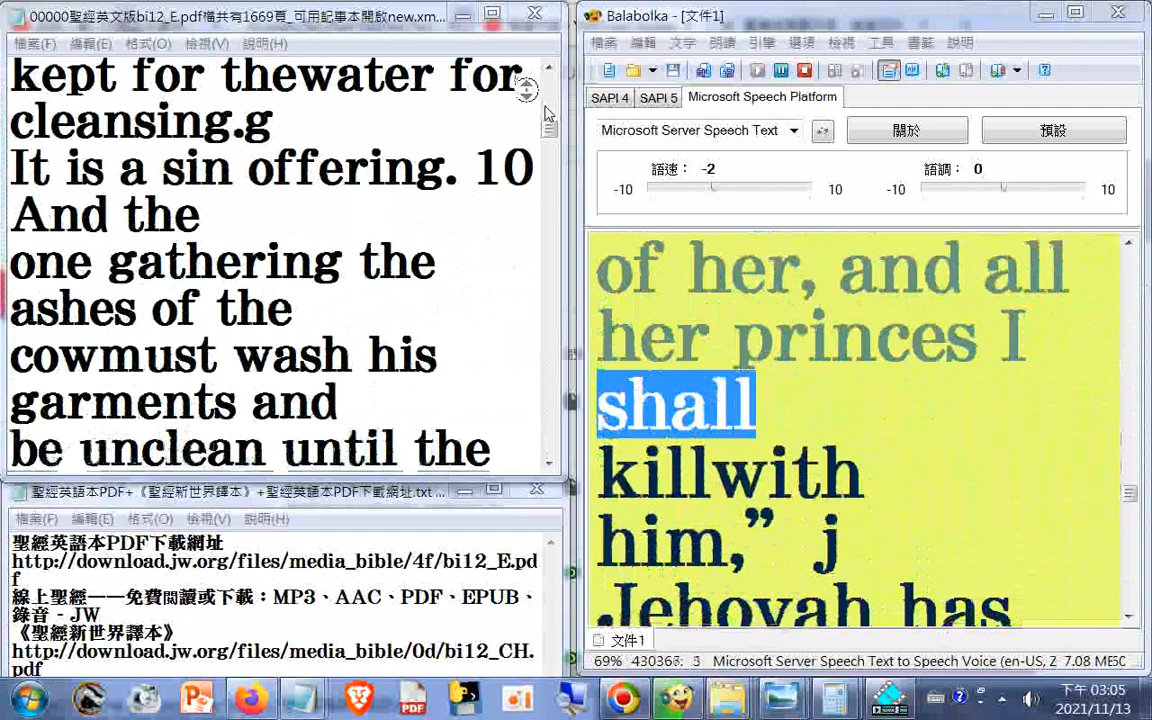 00000聖經英文版bi12_E.pdf檔共有1669頁_可用記事本開啟new.xm...
檔案(F) 編輯(E) 格式(O) 檢視(V) 說明(H)
kept for thewater for
cleansing.g
It is a sin offering. 10
And the
one gathering the
ashes of the
cowmust wash his
garments and
be unclean until the
聖經英語本PDF+《聖經新世界譯本》+聖經英語本PDF下載網址.txt ...
檔案(F) 編輯(E) 格式(O) 檢視(V) 說明(H)
聖經英語本PDF下載網址
http://download.jw.org/files/media_bible/4f/bi12_E.pd
f
線上聖經——免費閱讀或下載：MP3、AAC、PDF、EPUB、
錄音 - JW
《聖經新世界譯本》
http://download.jw.org/files/media_bible/0d/bi12_CH.
pdf
Balabolka - [文件1]
檔案 編輯 文字 朗讀 引擎 選項 檢視 工具 書籤 說明
SAPI 4 SAPI 5 Microsoft Speech Platform
Microsoft Server Speech Text 關於 預設
語速： -2 語調： 0
-10 10 -10 10
of her, and all
her princes I
shall
killwith
him,” j
Jehovah has
文件1
69% 430368: 3 Microsoft Server Speech Text to Speech Voice (en-US, Z 7.08 ME50
下午 03:05
2021/11/13